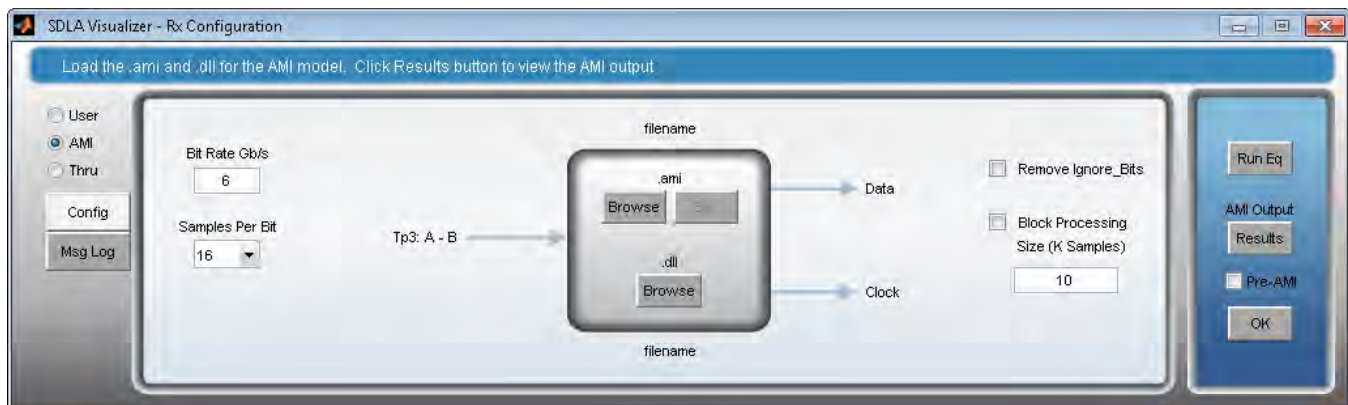 SDLA Visualizer - Rx Configuration
Load the .ami and .dll for the AMI model. Click Results button to view the AMI output
User
AMI
Thru
Config
Msg Log
Bit Rate Gb/s
6
Samples Per Bit
16
Tp3: A - B
filename
.ami
Browse
.dll
Browse
filename
Data
Clock
Remove Ignore_Bits
Block Processing
Size (K Samples)
10
Run Eq
AMI Output
Results
Pre-AMI
OK